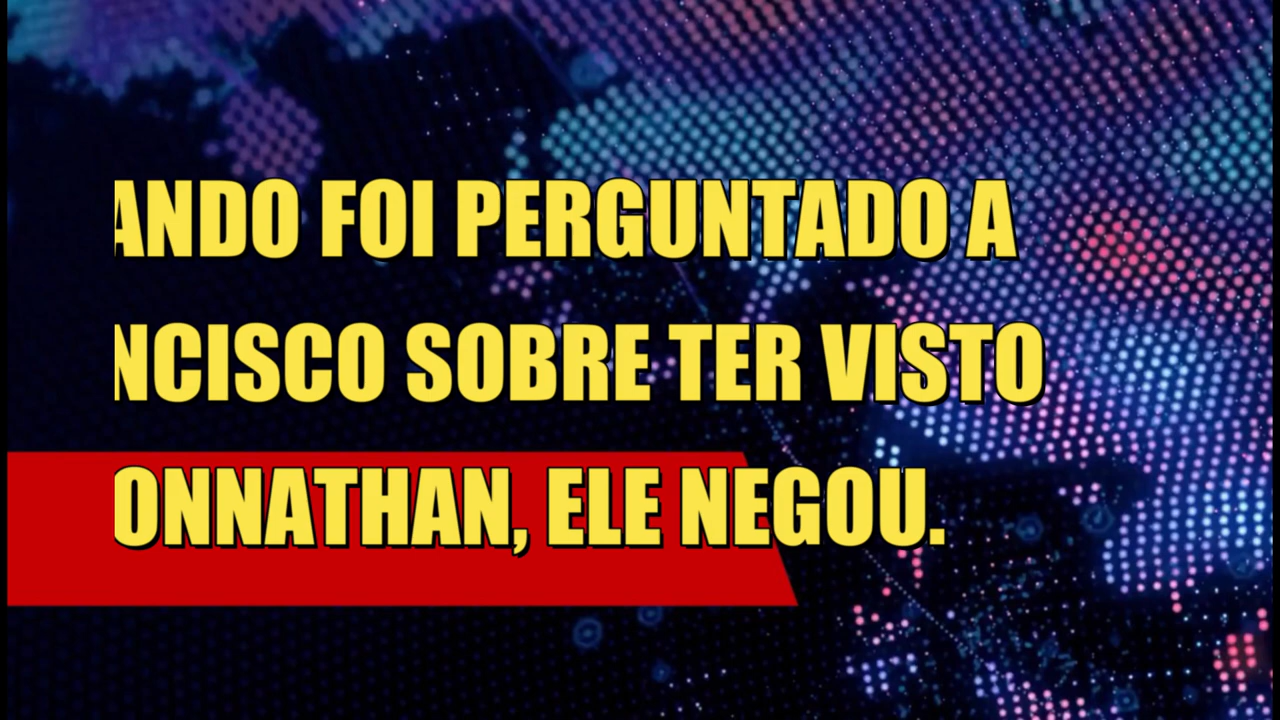 ANDO FOI PERGUNTADO A
NCISCO SOBRE TER VISTO
ONNATHAN, ELE NEGOU.